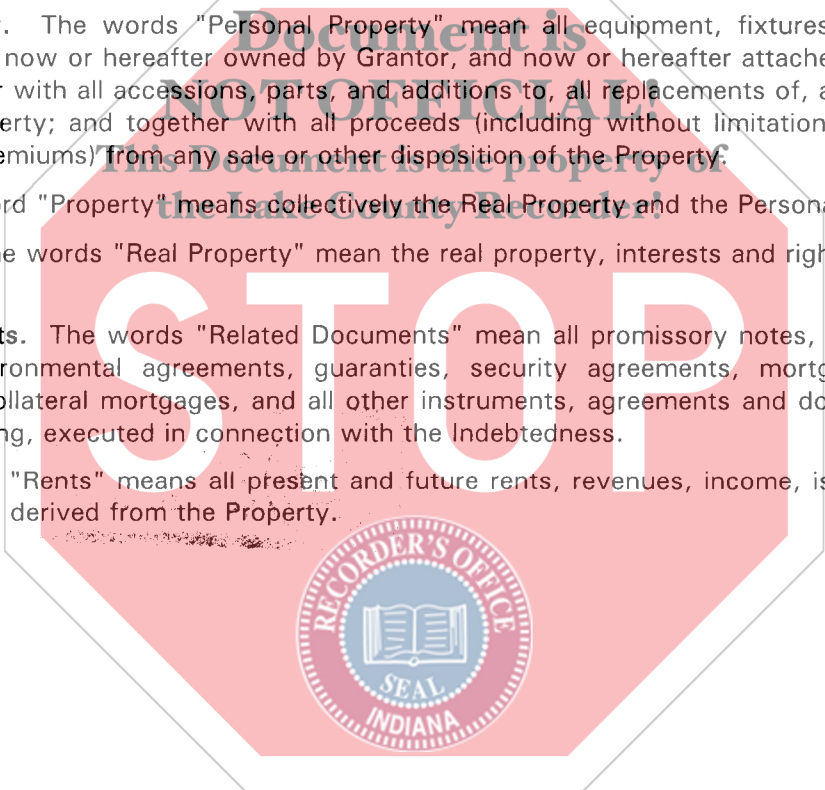 Document is
NOT OFFICIAL!
This Document is the property of
the Lake County Recorder!
STOP
. The words "Personal Property" mean all equipment, fixtures
now or hereafter owned by Grantor, and now or hereafter attache
with all accessions, parts, and additions to, all replacements of, a
erty; and together with all proceeds (including without limitation
emiums) from any sale or other disposition of the Property.
rd "Property" means collectively the Real Property and the Persona
e words "Real Property" mean the real property, interests and righ
ts. The words "Related Documents" mean all promissory notes,
ronmental agreements, guaranties, security agreements, mortg
ollateral mortgages, and all other instruments, agreements and do
ng, executed in connection with the Indebtedness.
"Rents" means all present and future rents, revenues, income, is
derived from the Property.
RECORDER'S OFFICE
SEAL
INDIANA